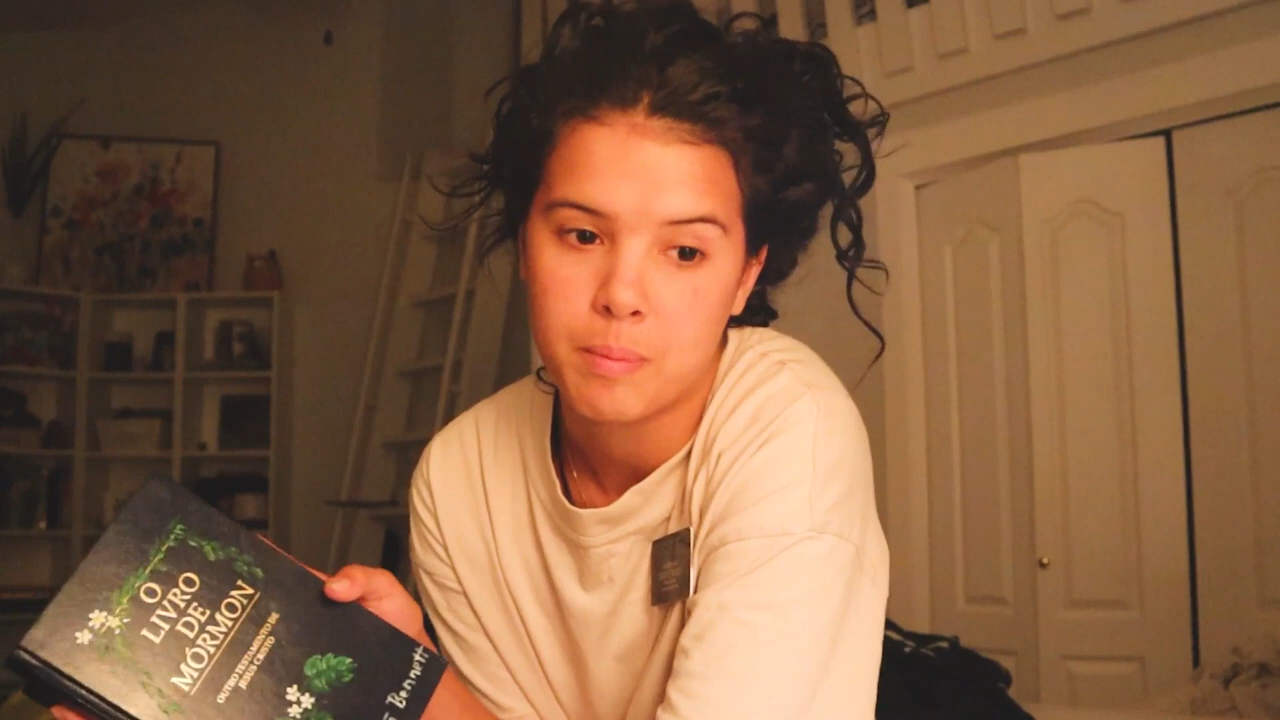 O
LIVRO
DE
MÓRMON
OUTRO TESTAMENTO DE
JESUS CRISTO
Bennett